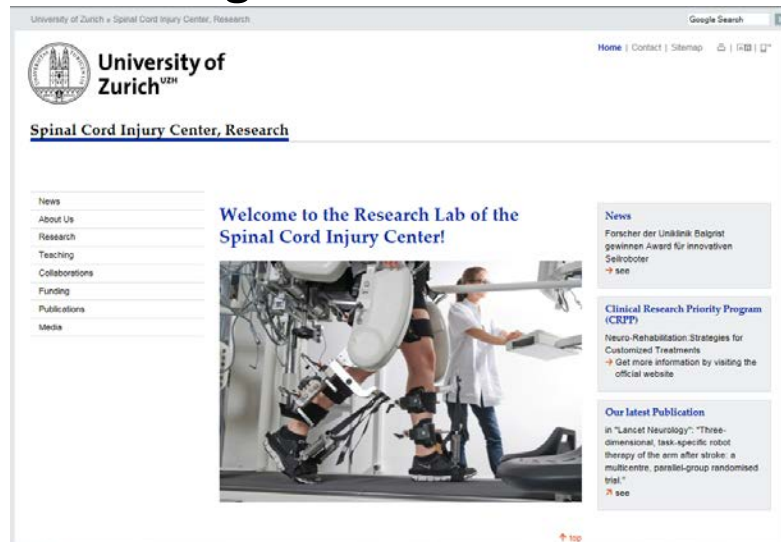 University of Zurich » Spinal Cord Injury Center, Research
Google Search
Home | Contact | Sitemap
University of
Zurich UZH
Spinal Cord Injury Center, Research
News
About Us
Research
Teaching
Collaborations
Funding
Publications
Media
Welcome to the Research Lab of the
Spinal Cord Injury Center!
News
Forscher der Uniklinik Balgrist
gewinnen Award für innovativen
Seilroboter
→ see
Clinical Research Priority Program
(CRPP)
Neuro-Rehabilitation:Strategies for
Customized Treatments
→ Get more information by visiting the
official website
Our latest Publication
in "Lancet Neurology": "Three-
dimensional, task-specific robot
therapy of the arm after stroke: a
multicentre, parallel-group randomised
trial."
↗ see
↑ top